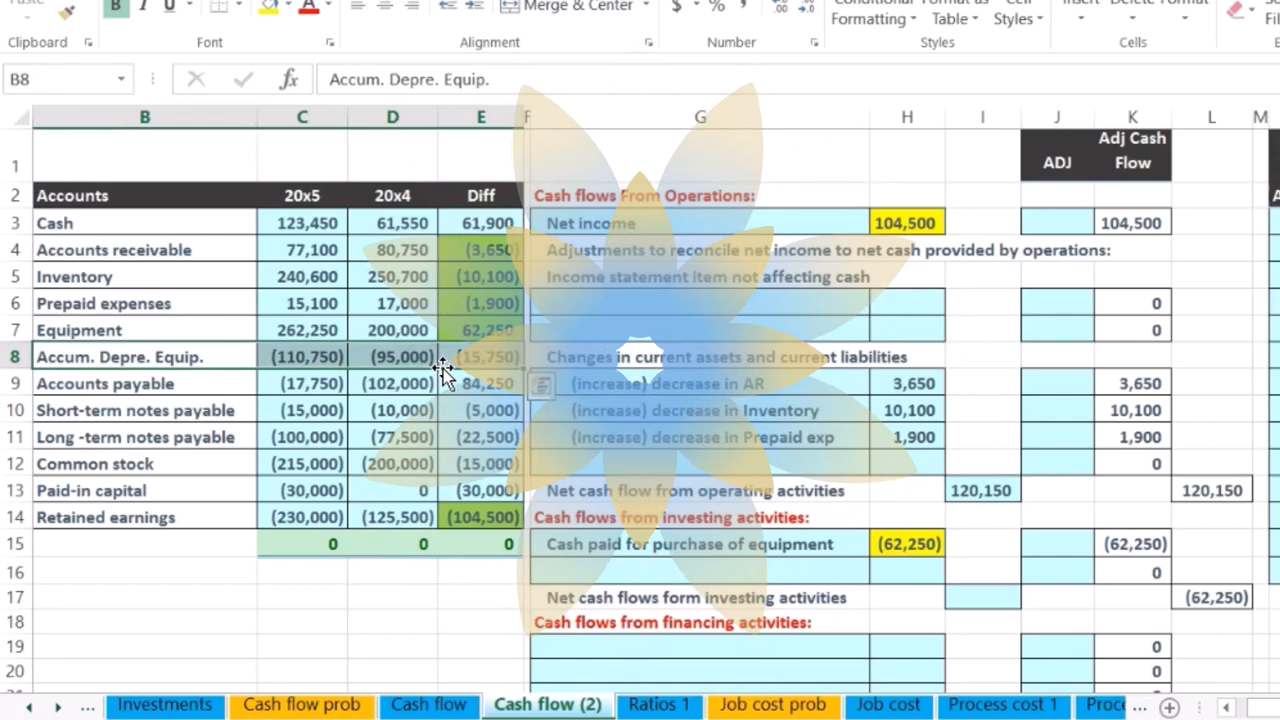 Paste B I U Merge & Center $ % Conditional Format as Cell Insert Delete Format
Formatting Table Styles
Clipboard Font Alignment Number Styles Cells
B8 fx Accum. Depre. Equip.
B C D E F G H I J K L M
1 ADJ Adj Cash Flow
2 Accounts 20x5 20x4 Diff Cash flows From Operations:
3 Cash 123,450 61,550 61,900 Net income 104,500 104,500
4 Accounts receivable 77,100 80,750 (3,650) Adjustments to reconcile net income to net cash provided by operations:
5 Inventory 240,600 250,700 (10,100) Income statement item not affecting cash
6 Prepaid expenses 15,100 17,000 (1,900) 0
7 Equipment 262,250 200,000 62,250 0
8 Accum. Depre. Equip. (110,750) (95,000) (15,750) Changes in current assets and current liabilities
9 Accounts payable (17,750) (102,000) 84,250 (increase) decrease in AR 3,650 3,650
10 Short-term notes payable (15,000) (10,000) (5,000) (increase) decrease in Inventory 10,100 10,100
11 Long -term notes payable (100,000) (77,500) (22,500) (increase) decrease in Prepaid exp 1,900 1,900
12 Common stock (215,000) (200,000) (15,000) 0
13 Paid-in capital (30,000) 0 (30,000) Net cash flow from operating activities 120,150 120,150
14 Retained earnings (230,000) (125,500) (104,500) Cash flows from investing activities:
15 0 0 0 Cash paid for purchase of equipment (62,250) (62,250)
16 0
17 Net cash flows form investing activities (62,250)
18 Cash flows from financing activities:
19 0
20 0
... Investments Cash flow prob Cash flow Cash flow (2) Ratios 1 Job cost prob Job cost Process cost 1 Proce ...